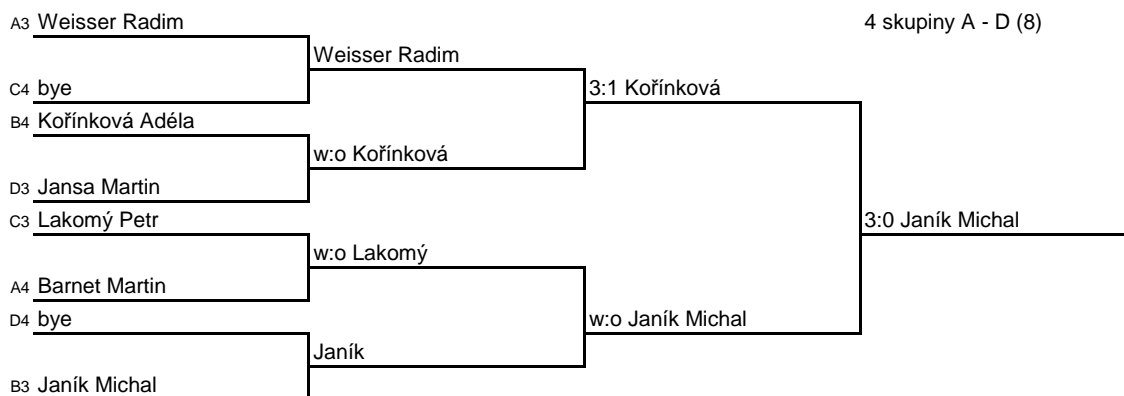 A3 Weisser Radim
4 skupiny A - D (8)
Weisser Radim
C4 bye
3:1 Kořínková
B4 Kořínková Adéla
w:o Kořínková
D3 Jansa Martin
C3 Lakomý Petr
3:0 Janík Michal
w:o Lakomý
A4 Barnet Martin
D4 bye
w:o Janík Michal
Janík
B3 Janík Michal